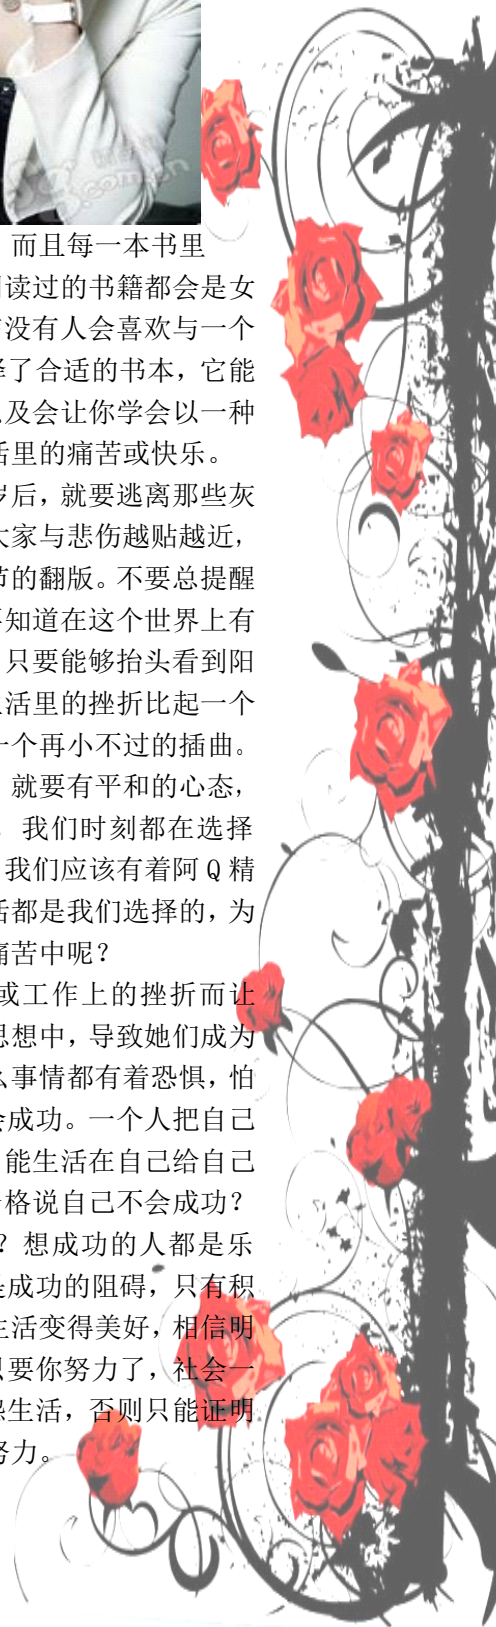 .com.cn
而且每一本书里
读过的书籍都会是女
没有人会喜欢与一个
择了合适的书本，它能
及会让你学会以一种
活里的痛苦或快乐。
岁后，就要逃离那些灰
大家与悲伤越贴越近，
节的翻版。不要总提醒
要知道在这个世界上有
只要能够抬头看到阳
生活里的挫折比起一个
一个再小不过的插曲。
就要有平和的心态，
我们时刻都在选择
我们应该有着阿Q精
活都是我们选择的，为
痛苦中呢？
或工作上的挫折而让
思想中，导致她们成为
么事情都有着恐惧，怕
会成功。一个人把自己
能生活在自己给自己
资格说自己不会成功？
？想成功的人都是乐
是成功的阻碍，只有积
生活变得美好，相信明
只要你努力了，社会一
怨生活，否则只能证明
努力。